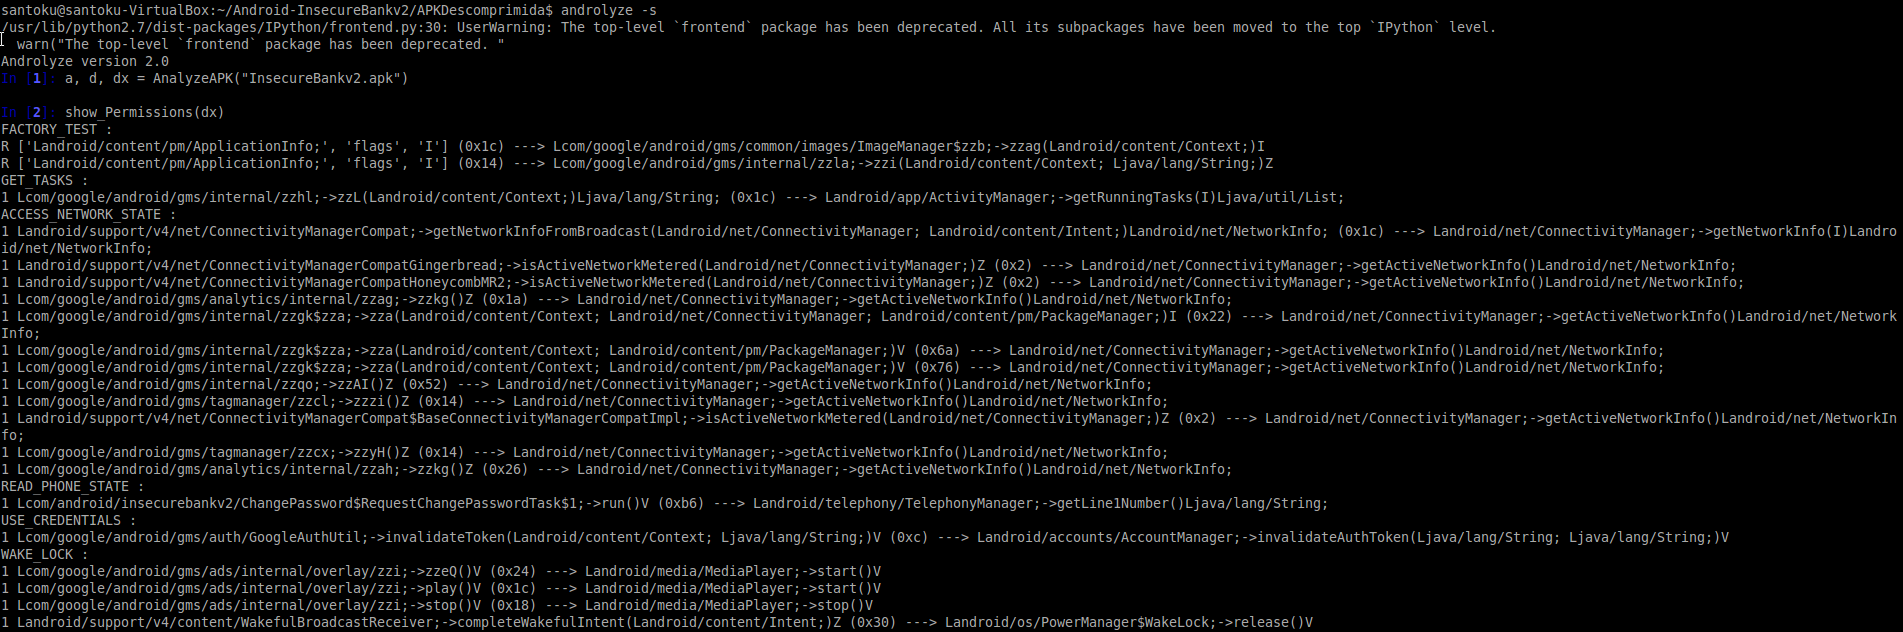 santoku@santoku-VirtualBox:~/Android-InsecureBankv2/APKDescomprimida$ androlyze -s
/usr/lib/python2.7/dist-packages/IPython/frontend.py:30: UserWarning: The top-level `frontend` package has been deprecated. All its subpackages have been moved to the top `IPython` level.
  warn("The top-level `frontend` package has been deprecated. "
Androlyze version 2.0
In [1]: a, d, dx = AnalyzeAPK("InsecureBankv2.apk")
In [2]: show_Permissions(dx)
FACTORY_TEST :
R ['Landroid/content/pm/ApplicationInfo;', 'flags', 'I'] (0x1c) ---> Lcom/google/android/gms/common/images/ImageManager$zzb;->zzag(Landroid/content/Context;)I
R ['Landroid/content/pm/ApplicationInfo;', 'flags', 'I'] (0x14) ---> Lcom/google/android/gms/internal/zzla;->zzi(Landroid/content/Context; Ljava/lang/String;)Z
GET_TASKS :
1 Lcom/google/android/gms/internal/zzhl;->zzL(Landroid/content/Context;)Ljava/lang/String; (0x1c) ---> Landroid/app/ActivityManager;->getRunningTasks(I)Ljava/util/List;
ACCESS_NETWORK_STATE :
1 Landroid/support/v4/net/ConnectivityManagerCompat;->getNetworkInfoFromBroadcast(Landroid/net/ConnectivityManager; Landroid/content/Intent;)Landroid/net/NetworkInfo; (0x1c) ---> Landroid/net/ConnectivityManager;->getNetworkInfo(I)Landro
id/net/NetworkInfo;
1 Landroid/support/v4/net/ConnectivityManagerCompatGingerbread;->isActiveNetworkMetered(Landroid/net/ConnectivityManager;)Z (0x2) ---> Landroid/net/ConnectivityManager;->getActiveNetworkInfo()Landroid/net/NetworkInfo;
1 Landroid/support/v4/net/ConnectivityManagerCompatHoneycombMR2;->isActiveNetworkMetered(Landroid/net/ConnectivityManager;)Z (0x2) ---> Landroid/net/ConnectivityManager;->getActiveNetworkInfo()Landroid/net/NetworkInfo;
1 Lcom/google/android/gms/analytics/internal/zzag;->zzkg()Z (0x1a) ---> Landroid/net/ConnectivityManager;->getActiveNetworkInfo()Landroid/net/NetworkInfo;
1 Lcom/google/android/gms/internal/zzgk$zza;->zza(Landroid/content/Context; Landroid/net/ConnectivityManager; Landroid/content/pm/PackageManager;)I (0x22) ---> Landroid/net/ConnectivityManager;->getActiveNetworkInfo()Landroid/net/Network
Info;
1 Lcom/google/android/gms/internal/zzgk$zza;->zza(Landroid/content/Context; Landroid/content/pm/PackageManager;)V (0x6a) ---> Landroid/net/ConnectivityManager;->getActiveNetworkInfo()Landroid/net/NetworkInfo;
1 Lcom/google/android/gms/internal/zzgk$zza;->zza(Landroid/content/Context; Landroid/content/pm/PackageManager;)V (0x76) ---> Landroid/net/ConnectivityManager;->getActiveNetworkInfo()Landroid/net/NetworkInfo;
1 Lcom/google/android/gms/internal/zzqo;->zzAI()Z (0x52) ---> Landroid/net/ConnectivityManager;->getActiveNetworkInfo()Landroid/net/NetworkInfo;
1 Lcom/google/android/gms/tagmanager/zzcl;->zzzi()Z (0x14) ---> Landroid/net/ConnectivityManager;->getActiveNetworkInfo()Landroid/net/NetworkInfo;
1 Landroid/support/v4/net/ConnectivityManagerCompat$BaseConnectivityManagerCompatImpl;->isActiveNetworkMetered(Landroid/net/ConnectivityManager;)Z (0x2) ---> Landroid/net/ConnectivityManager;->getActiveNetworkInfo()Landroid/net/NetworkIn
fo;
1 Lcom/google/android/gms/tagmanager/zzcx;->zzyH()Z (0x14) ---> Landroid/net/ConnectivityManager;->getActiveNetworkInfo()Landroid/net/NetworkInfo;
1 Lcom/google/android/gms/analytics/internal/zzah;->zzkg()Z (0x26) ---> Landroid/net/ConnectivityManager;->getActiveNetworkInfo()Landroid/net/NetworkInfo;
READ_PHONE_STATE :
1 Lcom/android/insecurebankv2/ChangePassword$RequestChangePasswordTask$1;->run()V (0xb6) ---> Landroid/telephony/TelephonyManager;->getLine1Number()Ljava/lang/String;
USE_CREDENTIALS :
1 Lcom/google/android/gms/auth/GoogleAuthUtil;->invalidateToken(Landroid/content/Context; Ljava/lang/String;)V (0xc) ---> Landroid/accounts/AccountManager;->invalidateAuthToken(Ljava/lang/String; Ljava/lang/String;)V
WAKE_LOCK :
1 Lcom/google/android/gms/ads/internal/overlay/zzi;->zzeQ()V (0x24) ---> Landroid/media/MediaPlayer;->start()V
1 Lcom/google/android/gms/ads/internal/overlay/zzi;->play()V (0x1c) ---> Landroid/media/MediaPlayer;->start()V
1 Lcom/google/android/gms/ads/internal/overlay/zzi;->stop()V (0x18) ---> Landroid/media/MediaPlayer;->stop()V
1 Landroid/support/v4/content/WakefulBroadcastReceiver;->completeWakefulIntent(Landroid/content/Intent;)Z (0x30) ---> Landroid/os/PowerManager$WakeLock;->release()V